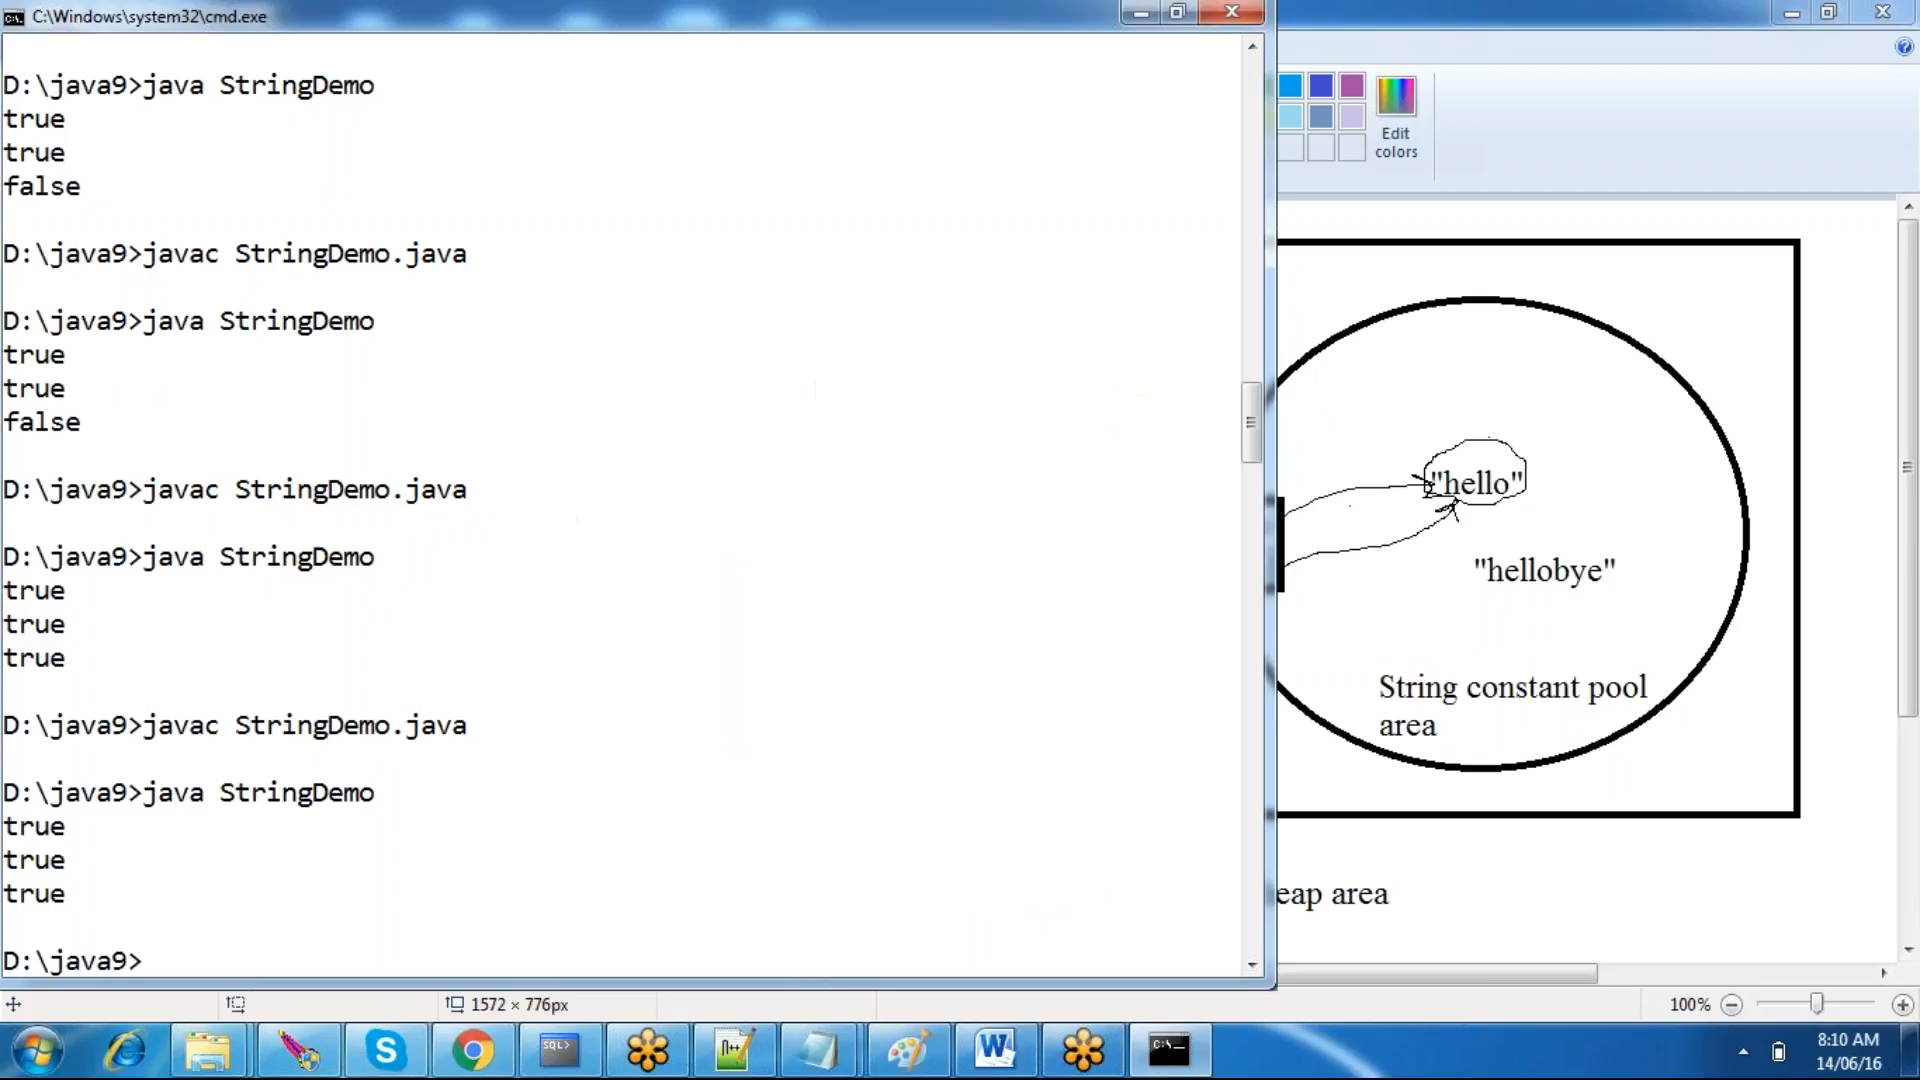 C:\Windows\system32\cmd.exe
D:\java9>java StringDemo
true
true
false
D:\java9>javac StringDemo.java
D:\java9>java StringDemo
true
true
false
D:\java9>javac StringDemo.java
D:\java9>java StringDemo
true
true
true
D:\java9>javac StringDemo.java
D:\java9>java StringDemo
true
true
true
D:\java9>
Edit
colors
"hello"
"hellobye"
String constant pool
area
eap area
1572 × 776px
100%
SQL>
N++
C:\_
8:10 AM
14/06/16